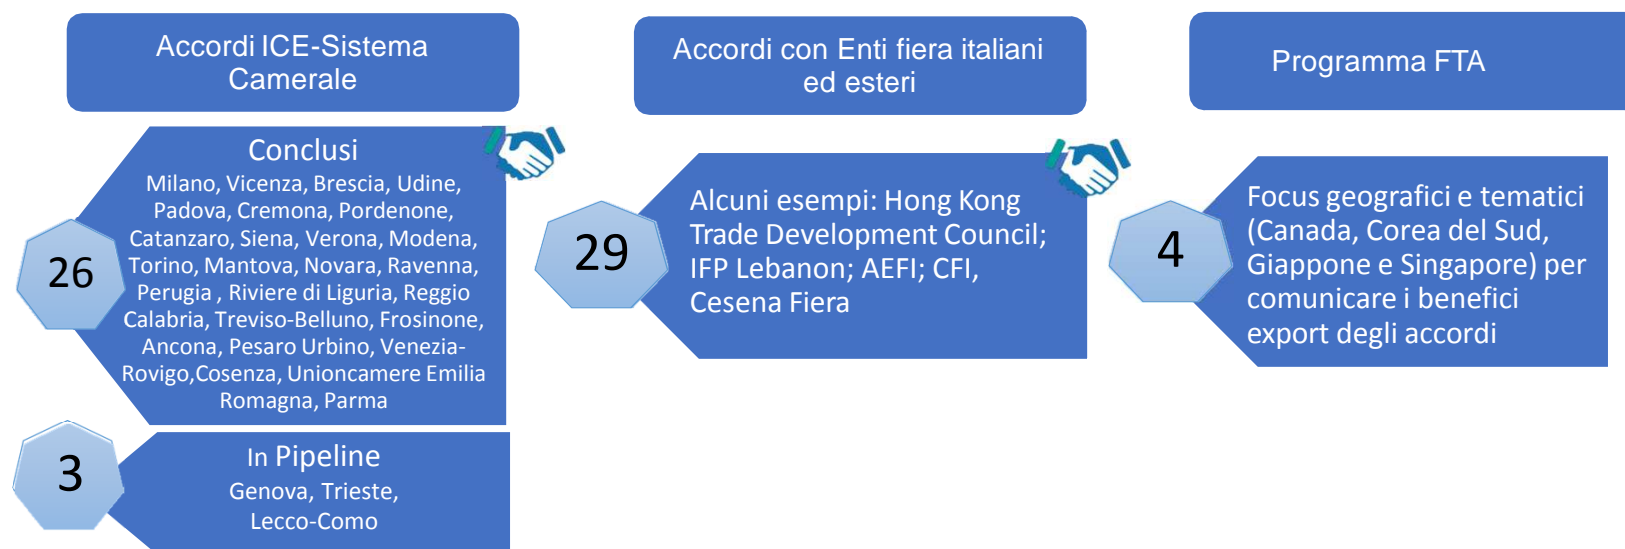 Accordi ICE-Sistema
Camerale
Conclusi
Milano, Vicenza, Brescia, Udine,
Padova, Cremona, Pordenone,
Catanzaro, Siena, Verona, Modena,
Torino, Mantova, Novara, Ravenna,
Perugia , Riviere di Liguria, Reggio
Calabria, Treviso-Belluno, Frosinone,
Ancona, Pesaro Urbino, Venezia-
Rovigo,Cosenza, Unioncamere Emilia
Romagna, Parma
26
In Pipeline
Genova, Trieste,
Lecco-Como
3
Accordi con Enti fiera italiani
ed esteri
Alcuni esempi: Hong Kong
Trade Development Council;
IFP Lebanon; AEFI; CFI,
Cesena Fiera
29
Programma FTA
Focus geografici e tematici
(Canada, Corea del Sud,
Giappone e Singapore) per
comunicare i benefici
export degli accordi
4